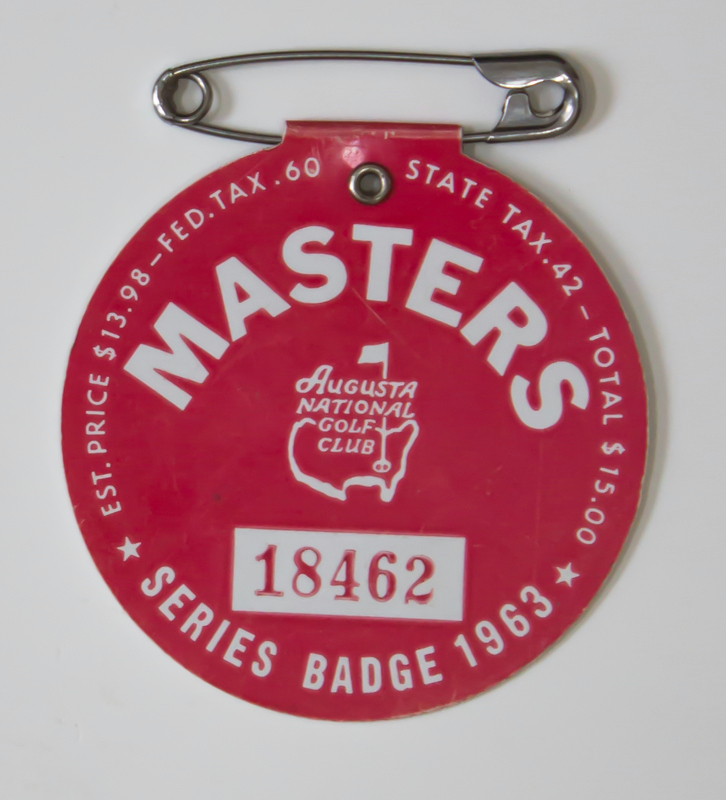 EST. PRICE $13.98 – FED. TAX .60 STATE TAX .42 – TOTAL $15.00
MASTERS
AUGUSTA
NATIONAL
GOLF
CLUB
18462
★ SERIES BADGE 1963 ★